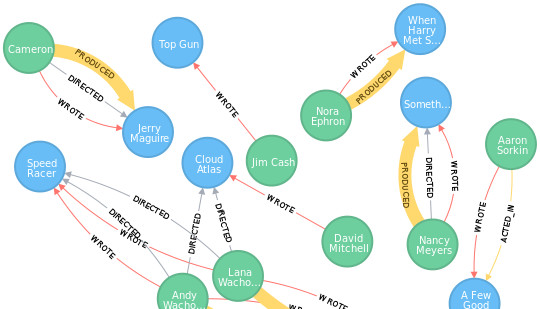 Cameron
PRODUCED
DIRECTED
WROTE
Jerry
Maguire
Top Gun
WROTE
Jim Cash
When
Harry
Met S...
WROTE
PRODUCED
Nora
Ephron
Someth...
PRODUCED
DIRECTED
WROTE
Nancy
Meyers
Aaron
Sorkin
WROTE
ACTED_IN
A Few
Good
Speed
Racer
Cloud
Atlas
DIRECTED
DIRECTED
WROTE
WROTE
DIRECTED
DIRECTED
WROTE
David
Mitchell
Lana
Wacho...
Andy
Wacho
WROTE